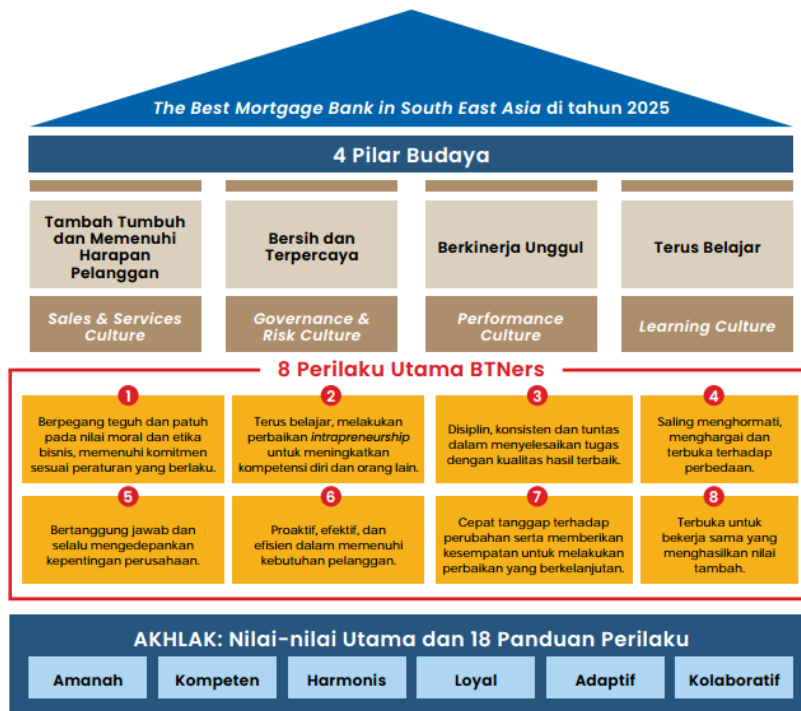 The Best Mortgage Bank in South East Asia di tahun 2025
4 Pilar Budaya
Tambah Tumbuh
dan Memenuhi
Harapan
Pelanggan
Bersih dan
Terpercaya
Berkinerja Unggul
Terus Belajar
Sales & Services
Culture
Governance &
Risk Culture
Performance
Culture
Learning Culture
8 Perilaku Utama BTNers
1
Berpegang teguh dan patuh
pada nilai moral dan etika
bisnis, memenuhi komitmen
sesuai peraturan yang berlaku.
2
Terus belajar, melakukan
perbaikan intrapreneurship
untuk meningkatkan
kompetensi diri dan orang lain.
3
Disiplin, konsisten dan tuntas
dalam menyelesaikan tugas
dengan kualitas hasil terbaik.
4
Saling menghormati,
menghargai dan
terbuka terhadap
perbedaan.
5
Bertanggung jawab dan
selalu mengedepankan
kepentingan perusahaan.
6
Proaktif, efektif, dan
efisien dalam memenuhi
kebutuhan pelanggan.
7
Cepat tanggap terhadap
perubahan serta memberikan
kesempatan untuk melakukan
perbaikan yang berkelanjutan.
8
Terbuka untuk
bekerja sama yang
menghasilkan nilai
tambah.
AKHLAK: Nilai-nilai Utama dan 18 Panduan Perilaku
Amanah
Kompeten
Harmonis
Loyal
Adaptif
Kolaboratif